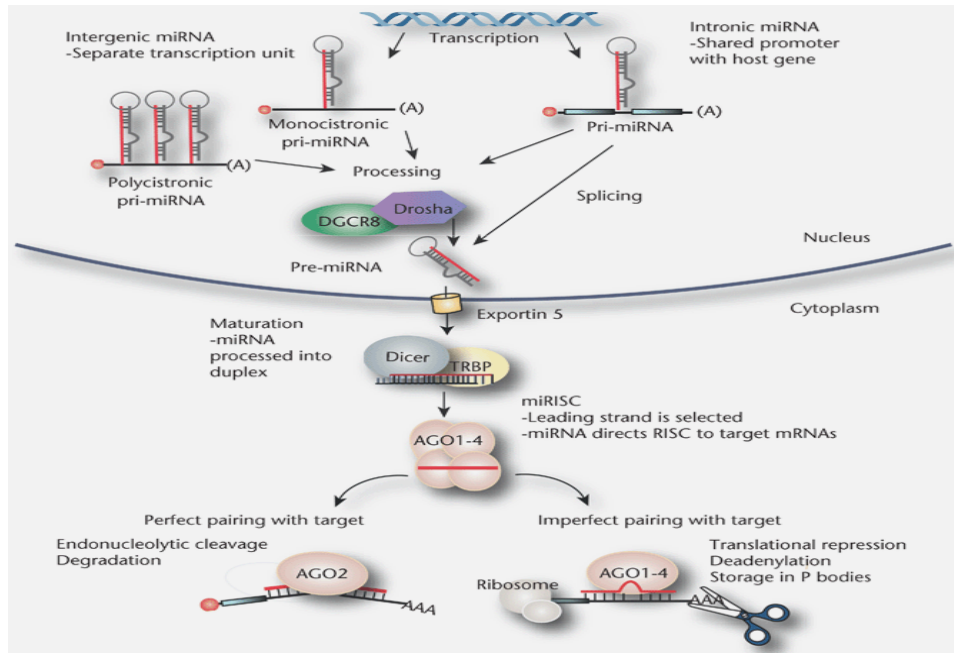 Intergenic miRNA
-Separate transcription unit
Transcription
Intronic miRNA
-Shared promoter
with host gene
(A)
Monocistronic
pri-miRNA
(A)
Pri-miRNA
(A)
Polycistronic
pri-miRNA
Processing
Splicing
DGCR8
Drosha
Nucleus
Pre-miRNA
Exportin 5
Cytoplasm
Maturation
-miRNA
processed into
duplex
Dicer
TRBP
miRISC
-Leading strand is selected
-miRNA directs RISC to target mRNAs
AGO1-4
Perfect pairing with target
Imperfect pairing with target
Endonucleolytic cleavage
Degradation
Translational repression
Deadenylation
Storage in P bodies
AGO2
AAA
Ribosome
AGO1-4
AAA